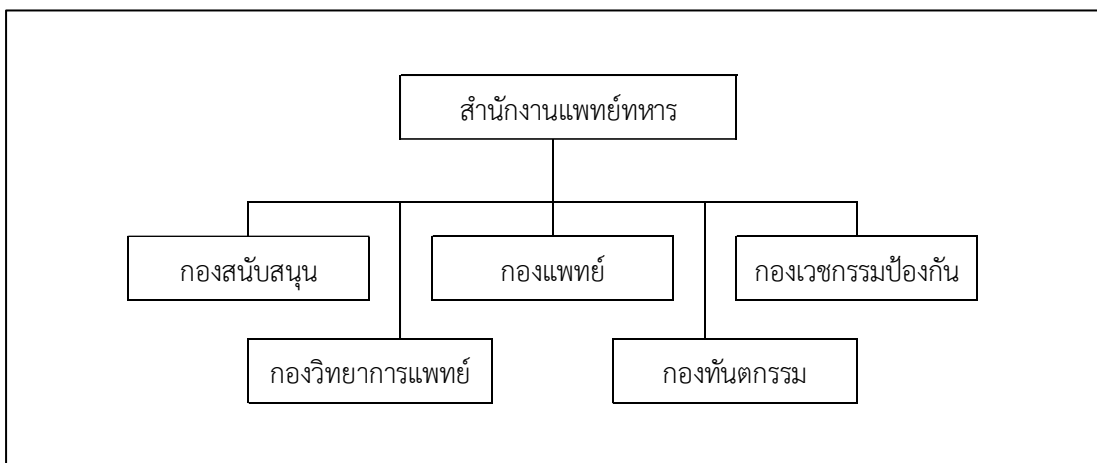 สำนักงานแพทย์ทหาร
กองสนับสนุน
กองแพทย์
กองเวชกรรมป้องกัน
กองวิทยาการแพทย์
กองทันตกรรม